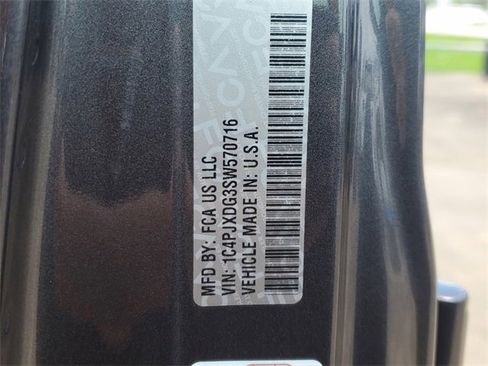 MFD BY: FCA US LLC
VIN: 1C4PJXDG3SW570716
VEHICLE MADE IN: U.S.A.